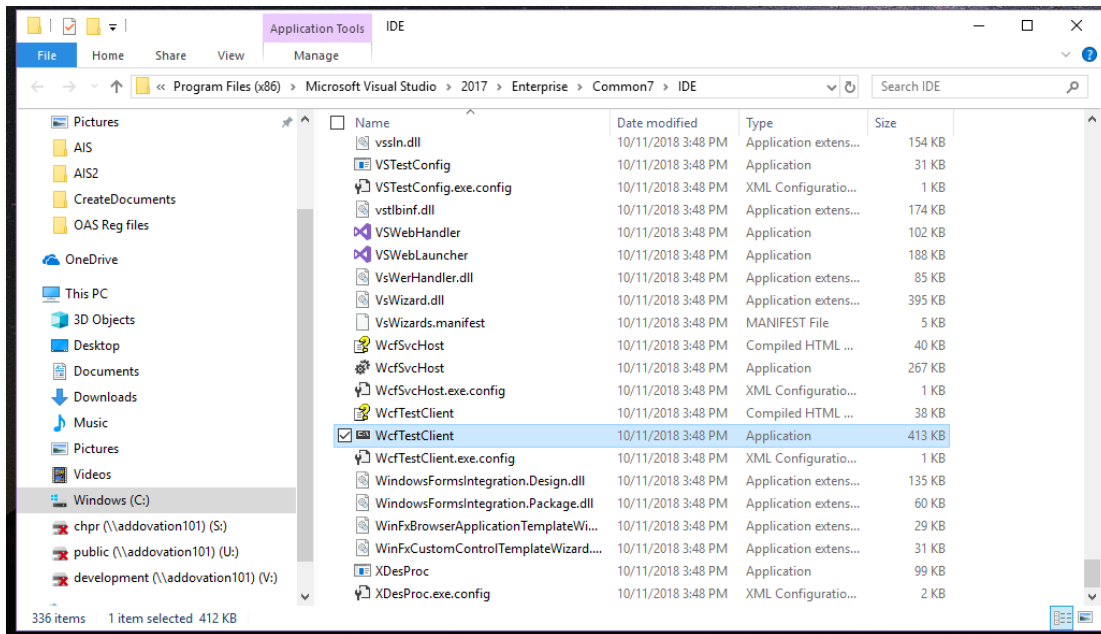 Application Tools IDE
File Home Share View Manage
« Program Files (x86) › Microsoft Visual Studio › 2017 › Enterprise › Common7 › IDE Search IDE
Pictures
AIS
AIS2
CreateDocuments
OAS Reg files
OneDrive
This PC
3D Objects
Desktop
Documents
Downloads
Music
Pictures
Videos
Windows (C:)
chpr (\\addovation101) (S:)
public (\\addovation101) (U:)
development (\\addovation101) (V:)
Name Date modified Type Size
vssln.dll 10/11/2018 3:48 PM Application extens... 154 KB
VSTestConfig 10/11/2018 3:48 PM Application 31 KB
VSTestConfig.exe.config 10/11/2018 3:48 PM XML Configuratio... 1 KB
vstlbinf.dll 10/11/2018 3:48 PM Application extens... 174 KB
VSWebHandler 10/11/2018 3:48 PM Application 102 KB
VSWebLauncher 10/11/2018 3:48 PM Application 188 KB
VsWerHandler.dll 10/11/2018 3:48 PM Application extens... 85 KB
VsWizard.dll 10/11/2018 3:48 PM Application extens... 395 KB
VsWizards.manifest 10/11/2018 3:48 PM MANIFEST File 5 KB
WcfSvcHost 10/11/2018 3:48 PM Compiled HTML ... 40 KB
WcfSvcHost 10/11/2018 3:48 PM Application 267 KB
WcfSvcHost.exe.config 10/11/2018 3:48 PM XML Configuratio... 1 KB
WcfTestClient 10/11/2018 3:48 PM Compiled HTML ... 38 KB
WcfTestClient 10/11/2018 3:48 PM Application 413 KB
WcfTestClient.exe.config 10/11/2018 3:48 PM XML Configuratio... 1 KB
WindowsFormsIntegration.Design.dll 10/11/2018 3:48 PM Application extens... 135 KB
WindowsFormsIntegration.Package.dll 10/11/2018 3:48 PM Application extens... 60 KB
WinFxBrowserApplicationTemplateWi... 10/11/2018 3:48 PM Application extens... 29 KB
WinFxCustomControlTemplateWizard.... 10/11/2018 3:48 PM Application extens... 31 KB
XDesProc 10/11/2018 3:48 PM Application 99 KB
XDesProc.exe.config 10/11/2018 3:48 PM XML Configuratio... 2 KB
336 items 1 item selected 412 KB